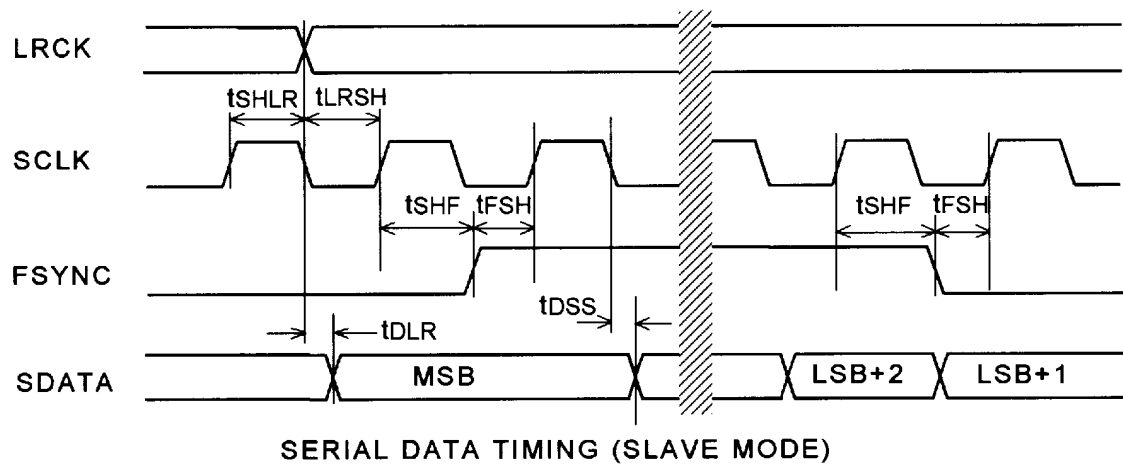 LRCK
tSHLR tLRSH
SCLK
tSHF tFSH tSHF tFSH
FSYNC
tDLR tDSS
SDATA MSB LSB+2 LSB+1
SERIAL DATA TIMING (SLAVE MODE)